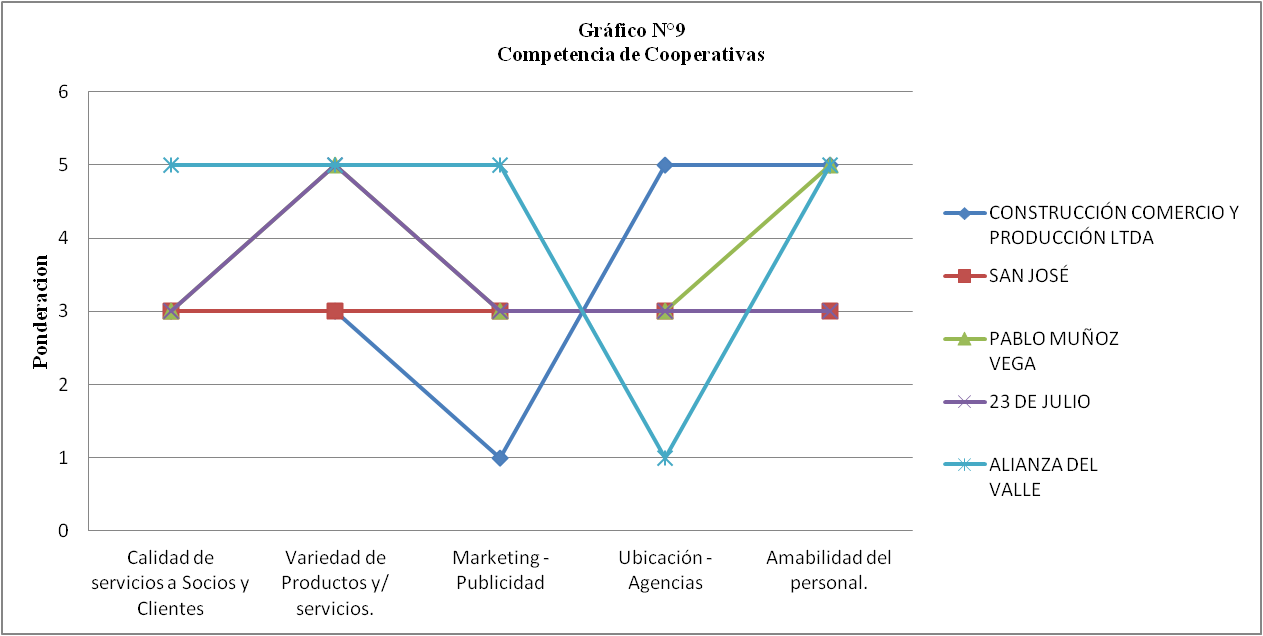 Gráfico N°9
Competencia de Cooperativas
Ponderacion
6
5
4
3
2
1
0
Calidad de
servicios a Socios y
Clientes
Variedad de
Productos y/
servicios.
Marketing -
Publicidad
Ubicación -
Agencias
Amabilidad del
personal.
CONSTRUCCIÓN COMERCIO Y
PRODUCCIÓN LTDA
SAN JOSÉ
PABLO MUÑOZ
VEGA
23 DE JULIO
ALIANZA DEL
VALLE